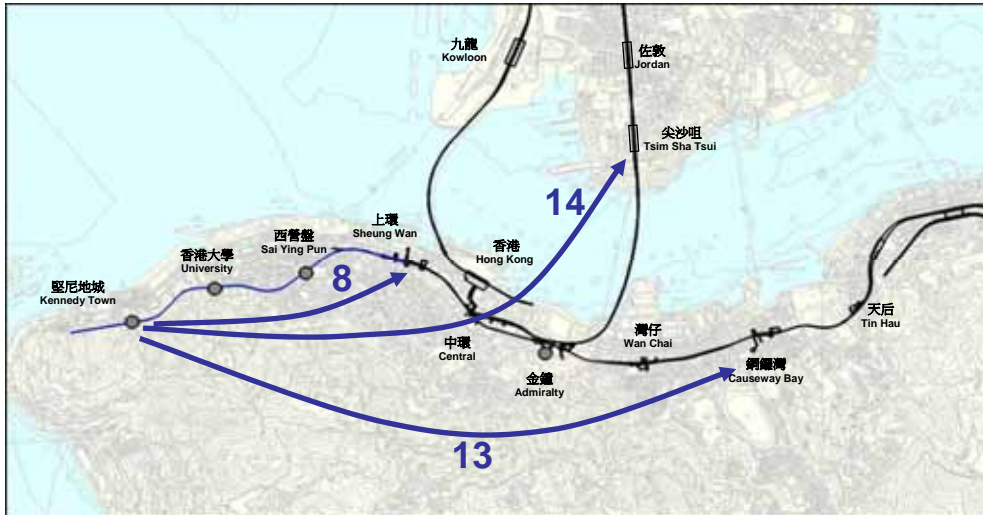 九龍
Kowloon
佐敦
Jordan
尖沙咀
Tsim Sha Tsui
14
上環
Sheung Wan
西營盤
Sai Ying Pun
香港
Hong Kong
香港大學
University
8
堅尼地城
Kennedy Town
天后
Tin Hau
灣仔
Wan Chai
中環
Central
銅鑼灣
Causeway Bay
金鐘
Admiralty
13